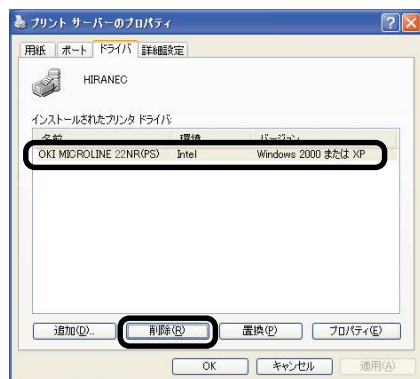 プリント サーバーのプロパティ
用紙 ポート ドライバ 詳細設定
HIRANEC
インストールされたプリンタ ドライバ:
名前 環境 バージョン
OKI MICROLINE 22NR(PS) Intel Windows 2000 または XP
追加(D)... 削除(R) 置換(P) プロパティ(E)
OK キャンセル 適用(A)